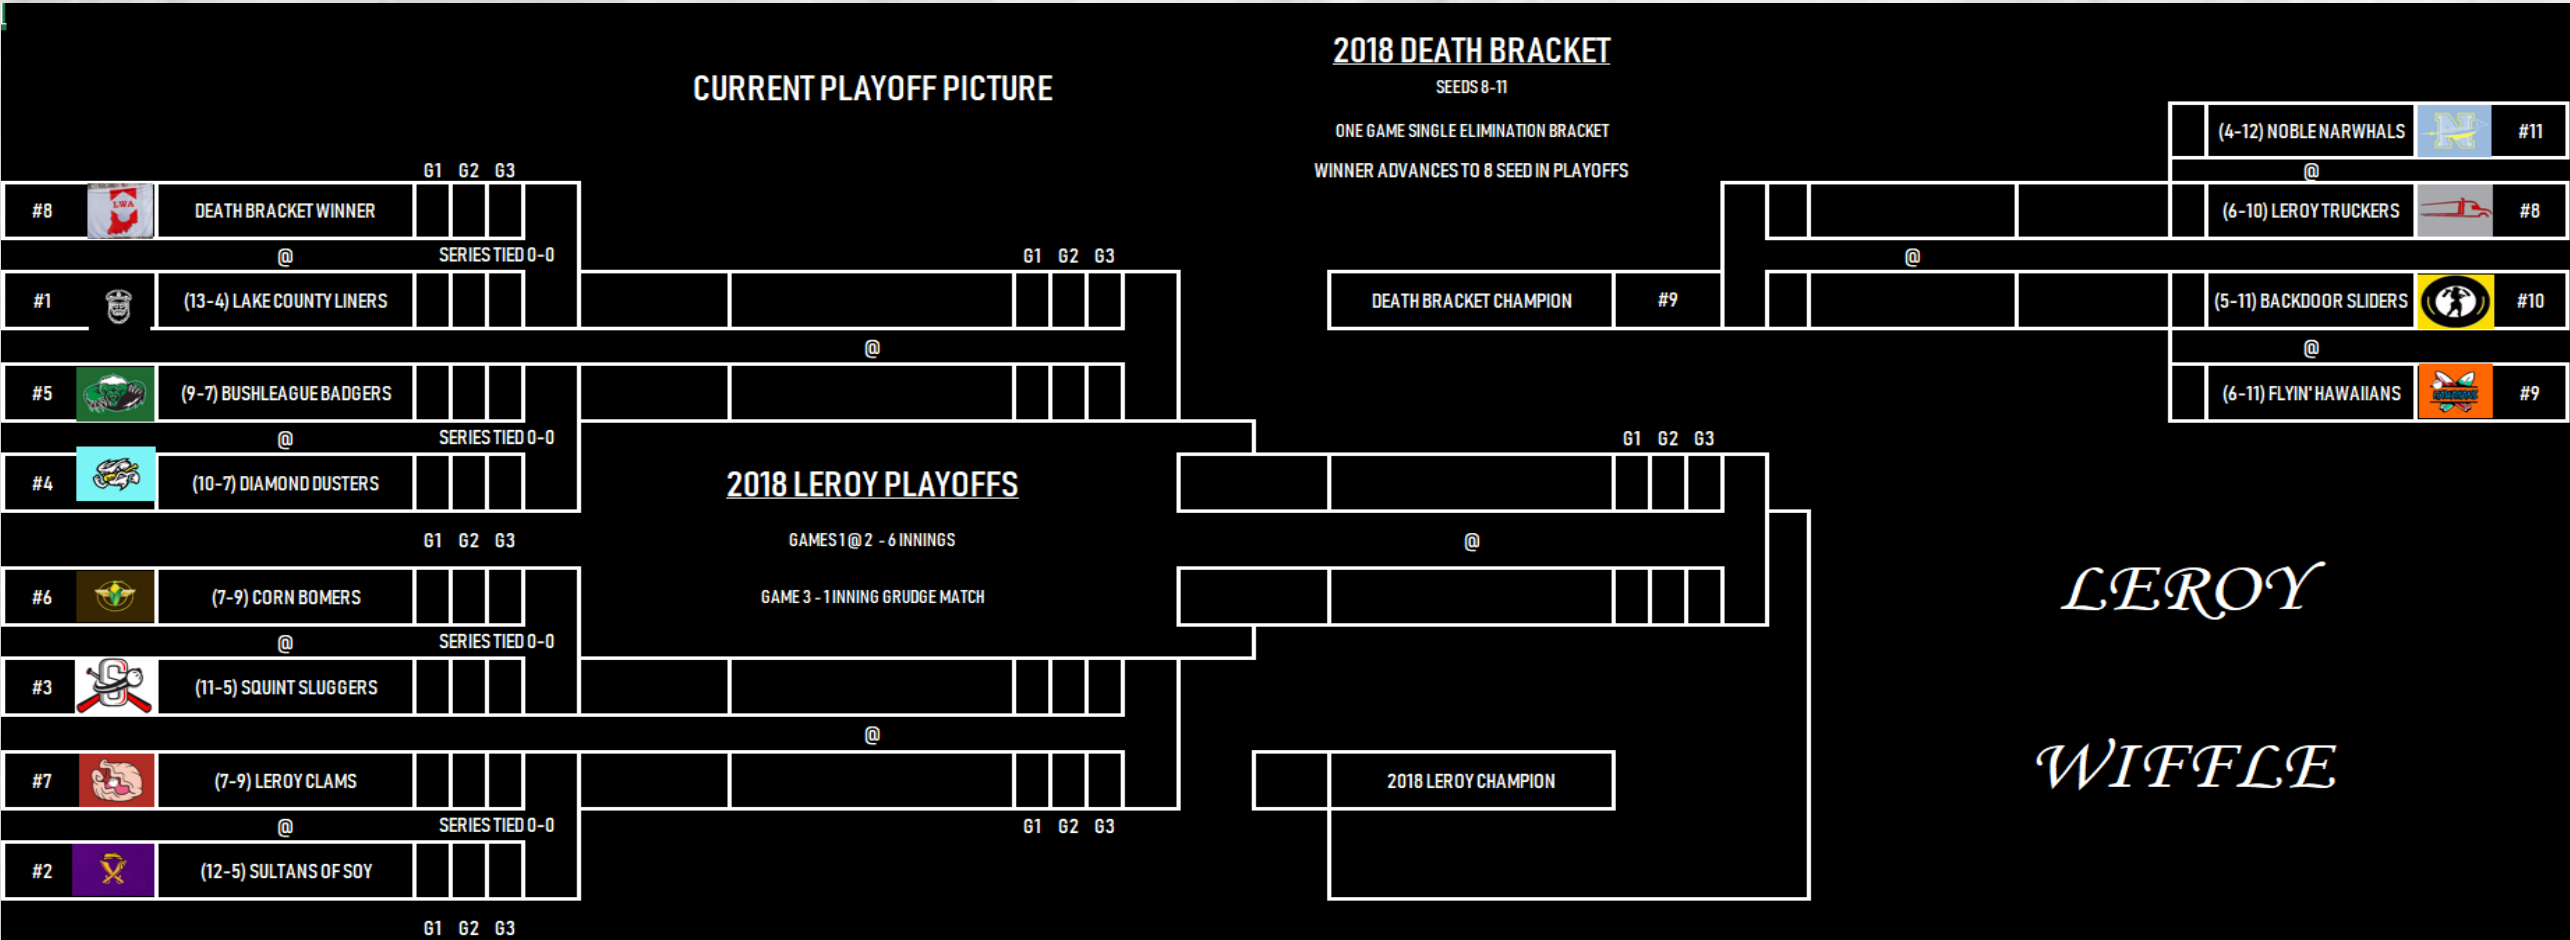 2018 DEATH BRACKET
CURRENT PLAYOFF PICTURE
SEEDS 8-11
ONE GAME SINGLE ELIMINATION BRACKET
WINNER ADVANCES TO 8 SEED IN PLAYOFFS
G1 G2 G3
#8 LWA DEATH BRACKET WINNER
@ SERIES TIED 0-0
#1 (13-4) LAKE COUNTY LINERS
#5 (9-7) BUSHLEAGUE BADGERS
@ SERIES TIED 0-0
#4 (10-7) DIAMOND DUSTERS
G1 G2 G3
#6 (7-9) CORN BOMERS
@ SERIES TIED 0-0
#3 (11-5) SQUINT SLUGGERS
#7 (7-9) LEROY CLAMS
@ SERIES TIED 0-0
#2 (12-5) SULTANS OF SOY
G1 G2 G3
G1 G2 G3
@
2018 LEROY PLAYOFFS
GAMES 1 @ 2 - 6 INNINGS
GAME 3 - 1 INNING GRUDGE MATCH
@
G1 G2 G3
G1 G2 G3
@
2018 LEROY CHAMPION
DEATH BRACKET CHAMPION #9
@
(4-12) NOBLE NARWHALS N #11
@
(6-10) LEROY TRUCKERS #8
(5-11) BACKDOOR SLIDERS #10
@
(6-11) FLYIN' HAWAIIANS #9
LEROY
WIFFLE